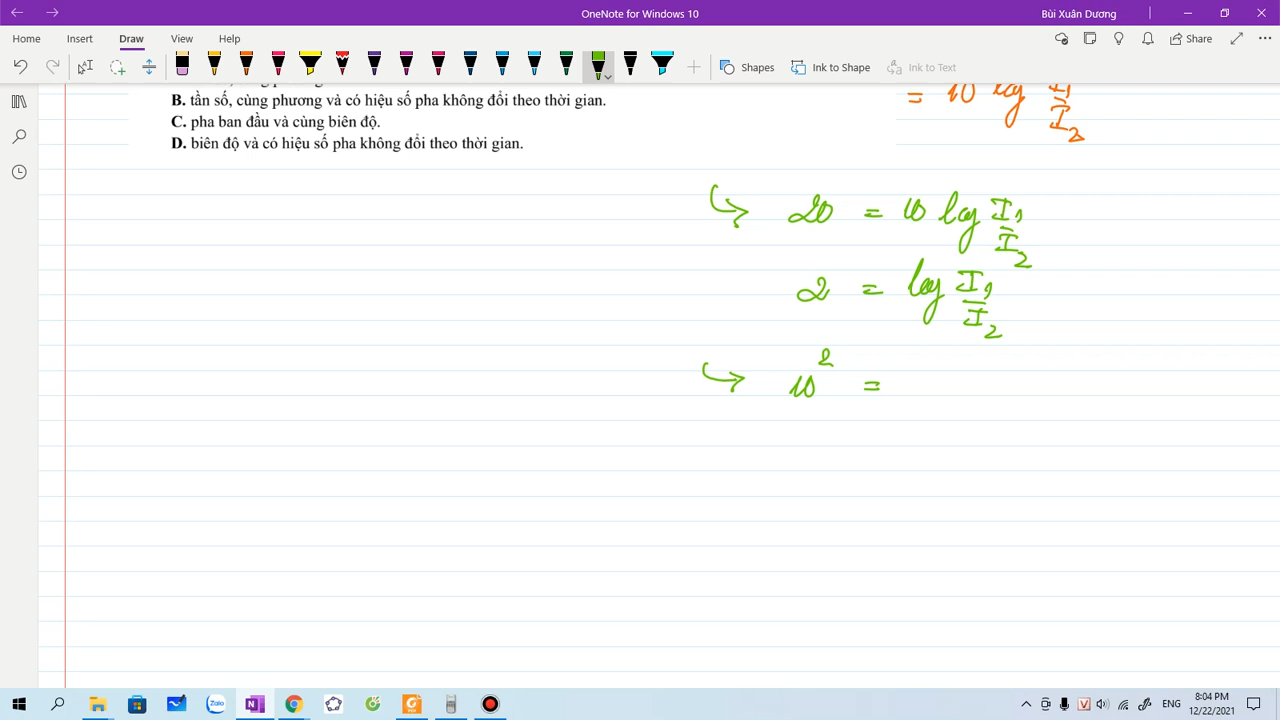 OneNote for Windows 10
Bùi Xuân Dương
Home Insert Draw View Help
Share
Shapes Ink to Shape Ink to Text
B. tần số, cùng phương và có hiệu số pha không đổi theo thời gian.
C. pha ban đầu và cùng biên độ.
D. biên độ và có hiệu số pha không đổi theo thời gian.
= 10 log I₁/I₂
↪ 20 = 10 log I₁/I₂
2 = log I₁/I₂
↪ 10² =
Zalo
ENG
8:04 PM
12/22/2021